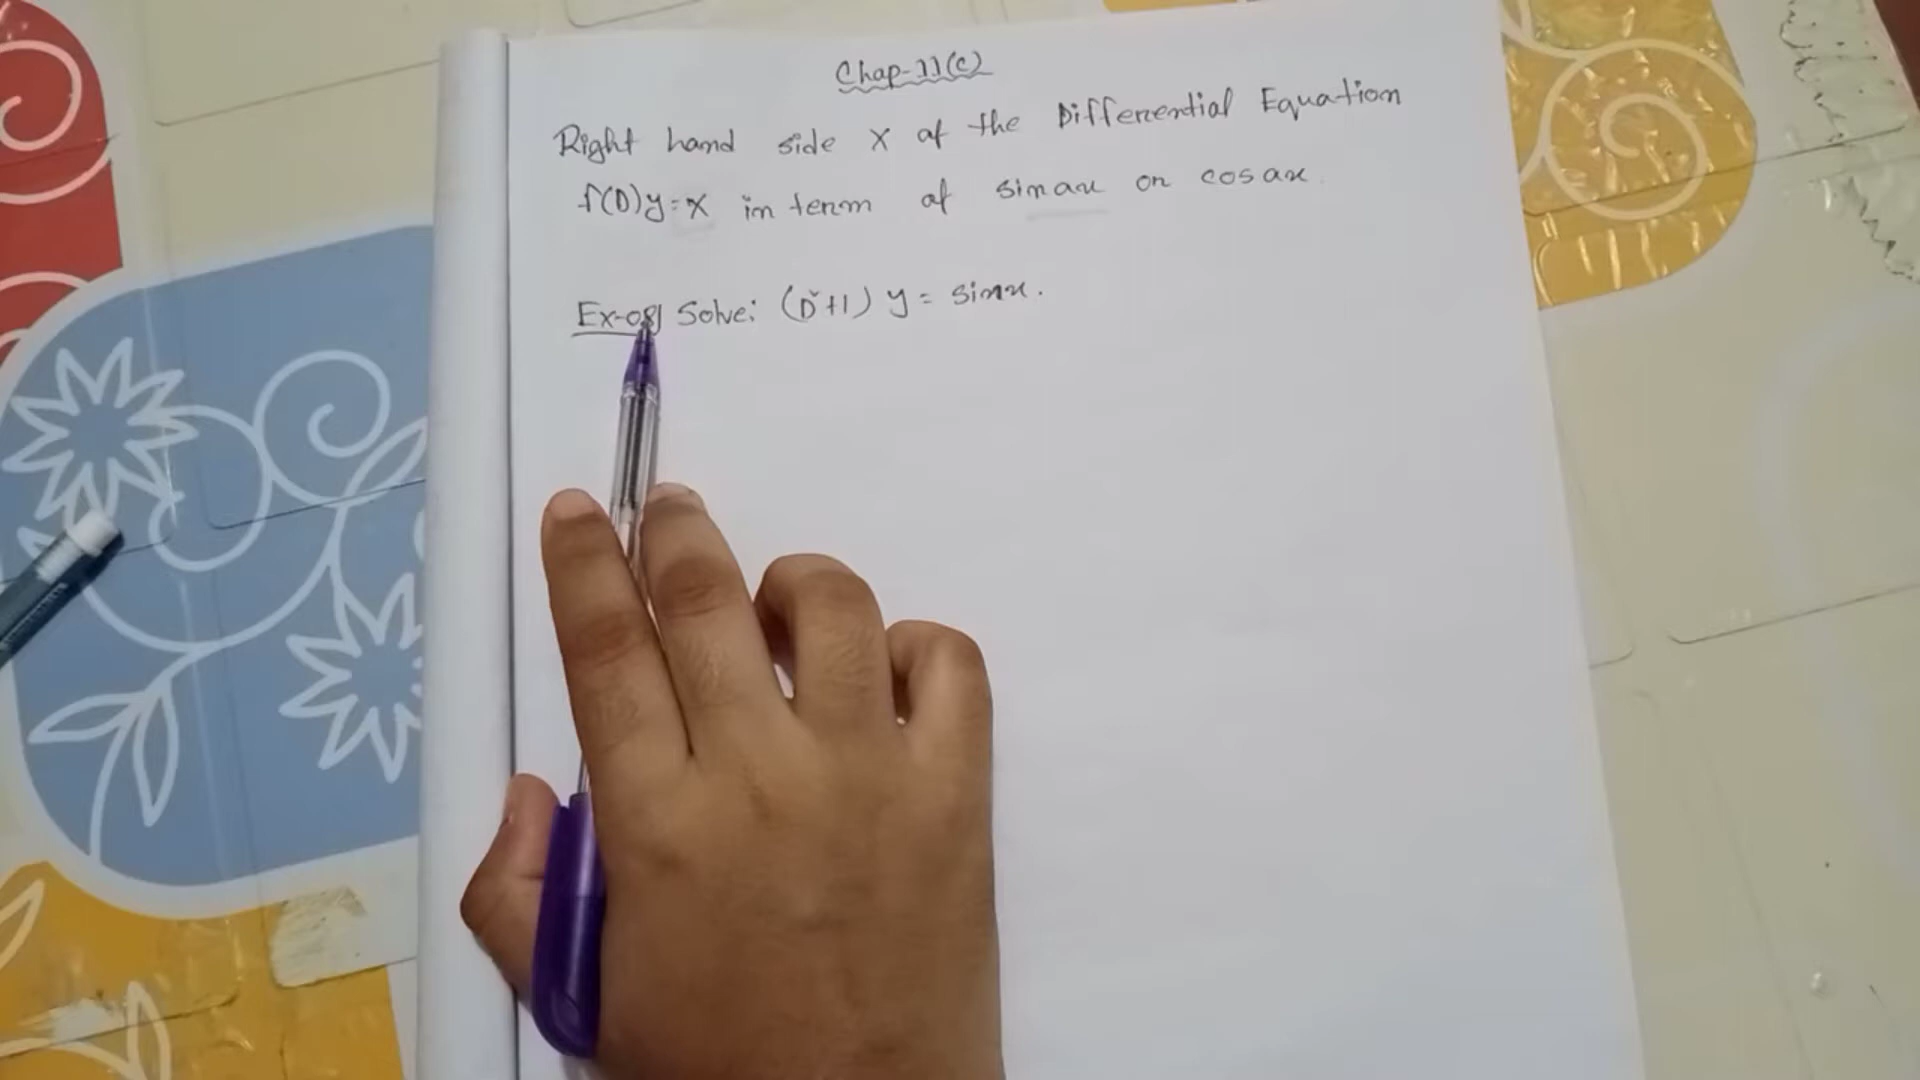 Chap-11(c)
Right hand side X of the Differential Equation
f(D)y=X in term of sinax or cosax.
Ex-08] Solve: (D²+1) y = sinx.